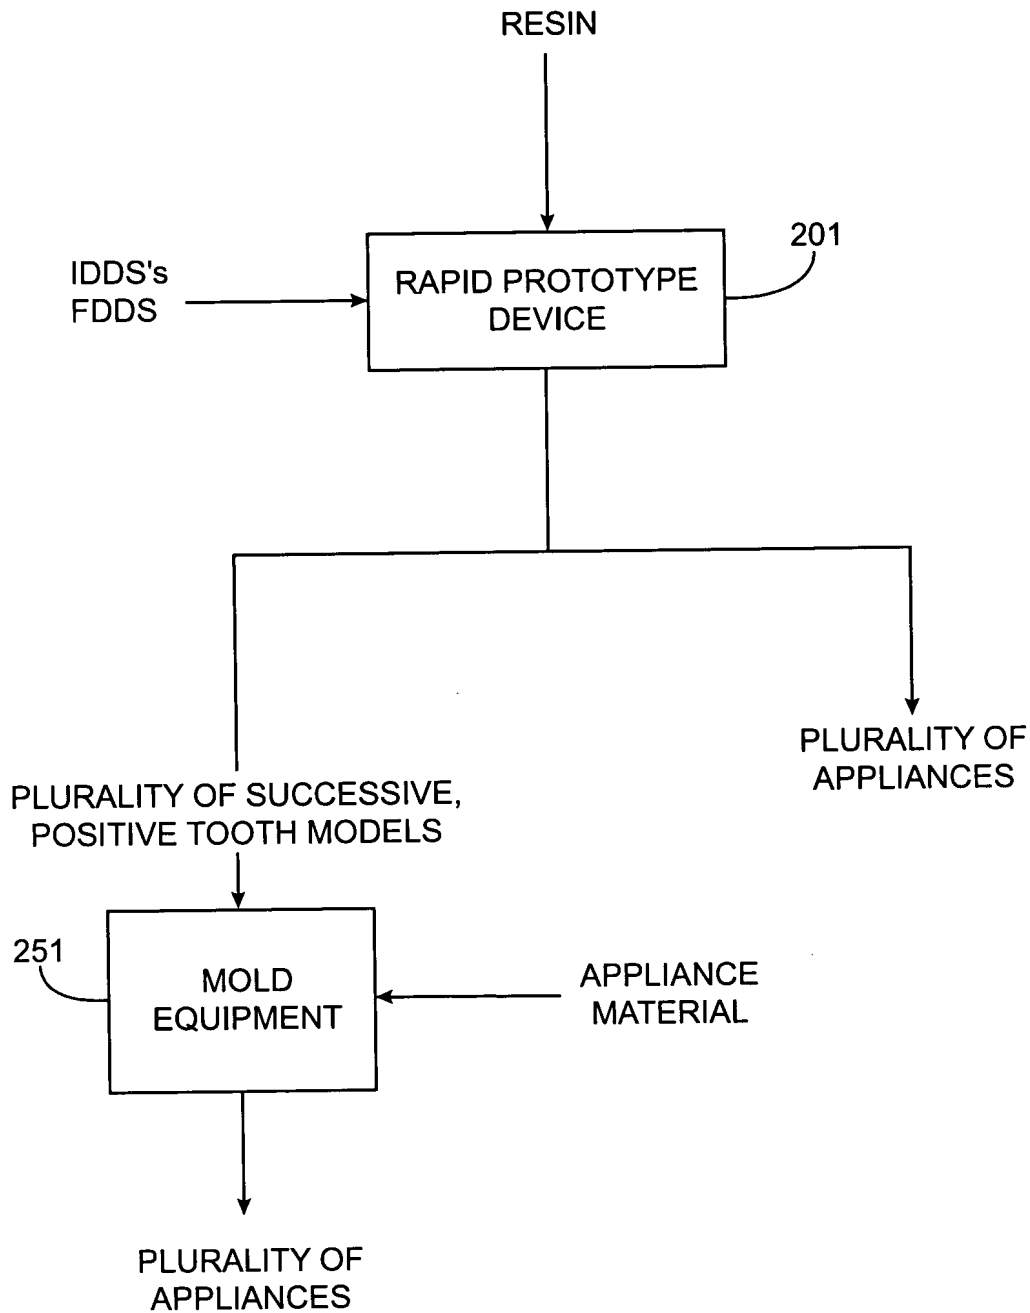 RESIN
201
IDDS's
FDDS
RAPID PROTOTYPE
DEVICE
PLURALITY OF
APPLIANCES
PLURALITY OF SUCCESSIVE,
POSITIVE TOOTH MODELS
251
MOLD
EQUIPMENT
APPLIANCE
MATERIAL
PLURALITY OF
APPLIANCES